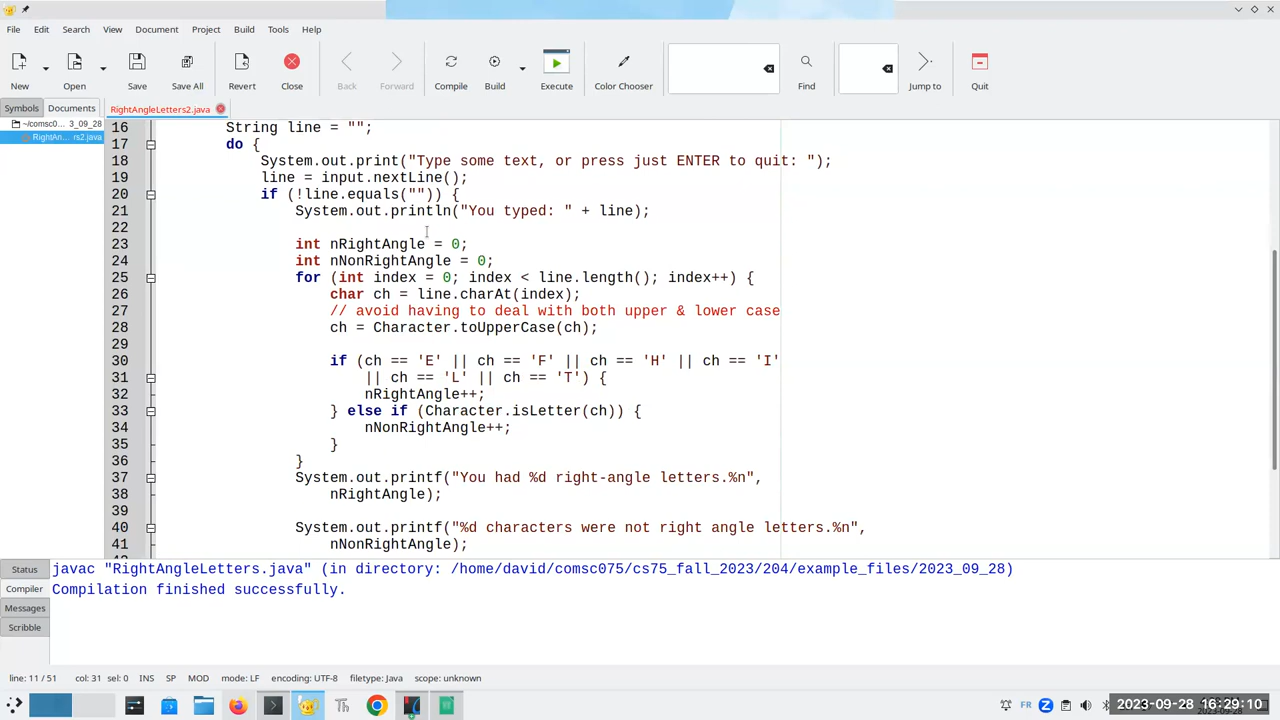 File Edit Search View Document Project Build Tools Help
New Open Save Save All Revert Close Back Forward Compile Build Execute Color Chooser Find Jump to Quit
Symbols Documents RightAngleLetters2.java
~/comsc0... 3_09_28
RightAn... rs2.java
16 String line = "";
17 do {
18 System.out.print("Type some text, or press just ENTER to quit: ");
19 line = input.nextLine();
20 if (!line.equals("")) {
21 System.out.println("You typed: " + line);
22
23 int nRightAngle = 0;
24 int nNonRightAngle = 0;
25 for (int index = 0; index < line.length(); index++) {
26 char ch = line.charAt(index);
27 // avoid having to deal with both upper & lower case
28 ch = Character.toUpperCase(ch);
29
30 if (ch == 'E' || ch == 'F' || ch == 'H' || ch == 'I'
31 || ch == 'L' || ch == 'T') {
32 nRightAngle++;
33 } else if (Character.isLetter(ch)) {
34 nNonRightAngle++;
35 }
36 }
37 System.out.printf("You had %d right-angle letters.%n",
38 nRightAngle);
39
40 System.out.printf("%d characters were not right angle letters.%n",
41 nNonRightAngle);
Status
Compiler
Messages
Scribble
javac "RightAngleLetters.java" (in directory: /home/david/comsc075/cs75_fall_2023/204/example_files/2023_09_28)
Compilation finished successfully.
line: 11 / 51 col: 31 sel: 0 INS SP MOD mode: LF encoding: UTF-8 filetype: Java scope: unknown
FR 2023-09-28 16:29:10